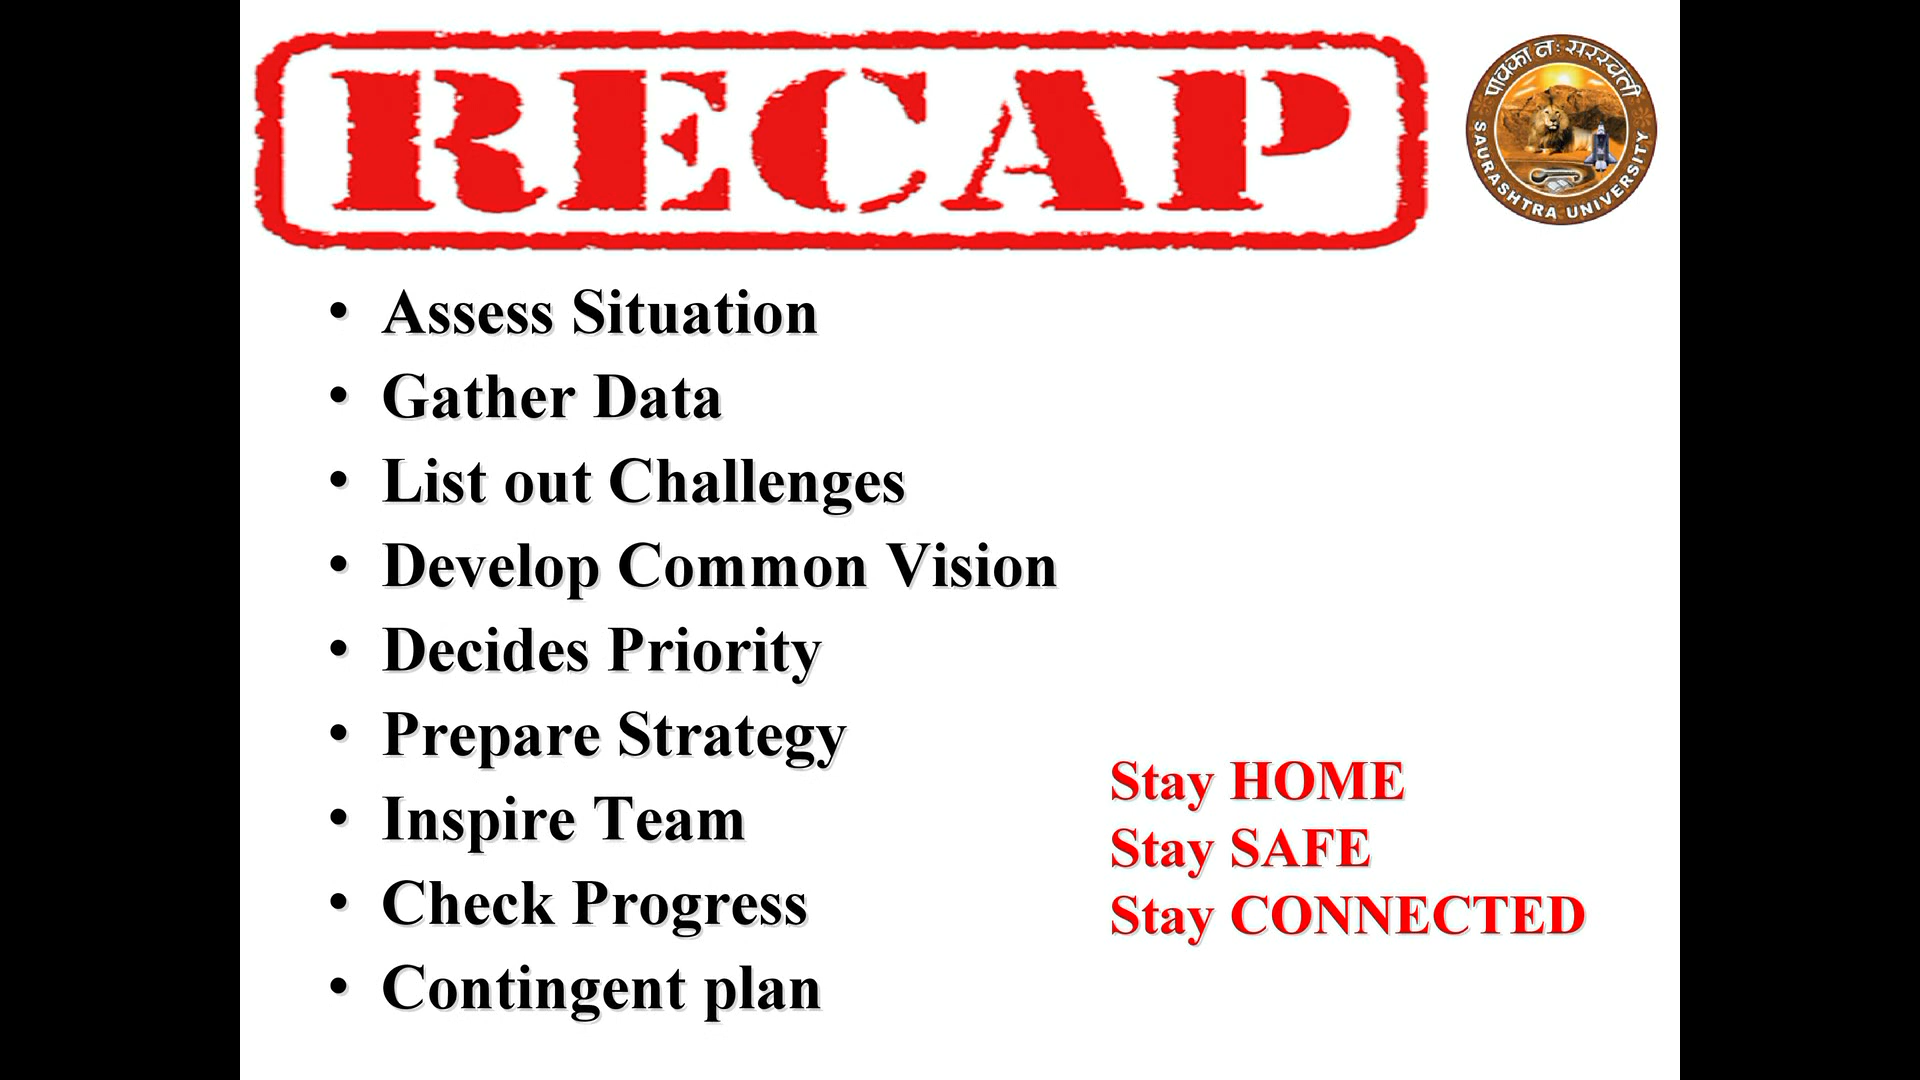 RECAP
पावका नः सरस्वती
SAURASHTRA UNIVERSITY
• Assess Situation
• Gather Data
• List out Challenges
• Develop Common Vision
• Decides Priority
• Prepare Strategy
• Inspire Team
• Check Progress
• Contingent plan
Stay HOME
Stay SAFE
Stay CONNECTED